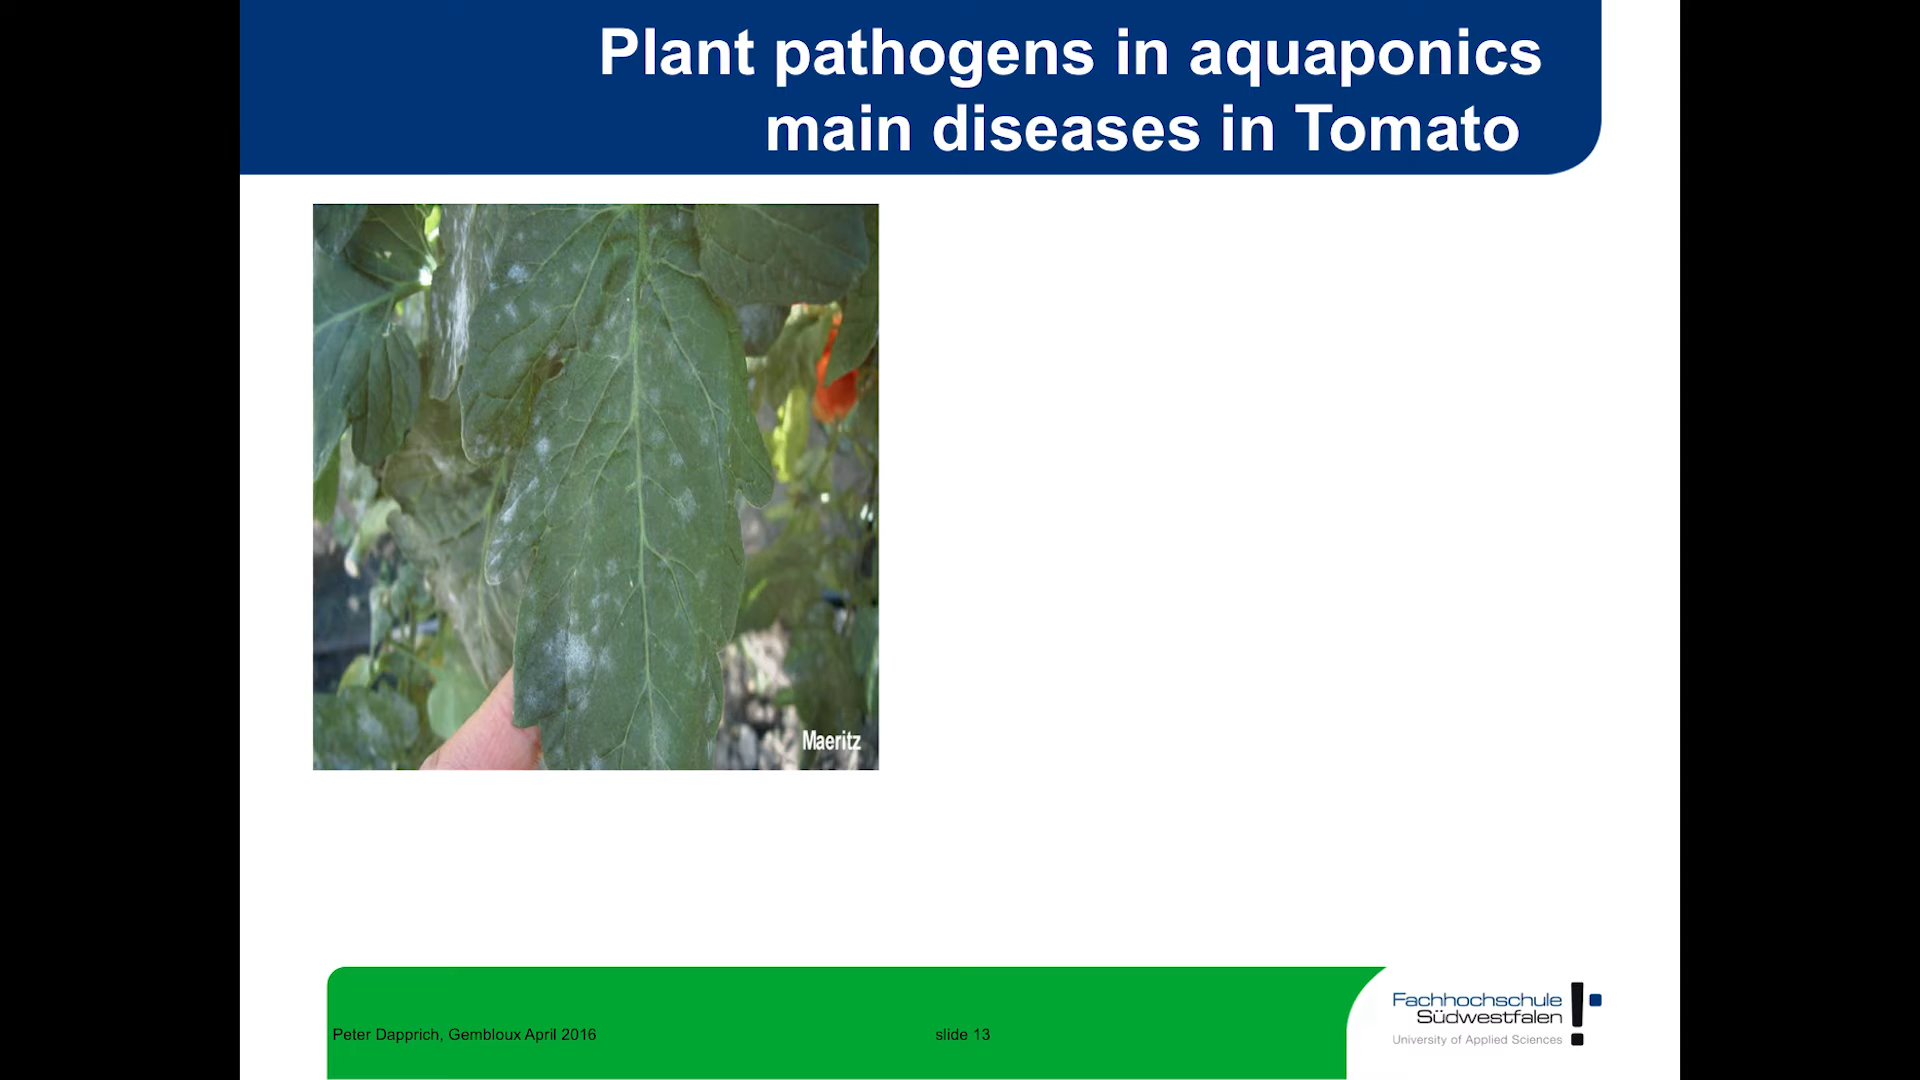 Plant pathogens in aquaponics
main diseases in Tomato
Maeritz
Peter Dapprich, Gembloux April 2016
slide 13
Fachhochschule
Südwestfalen
University of Applied Sciences